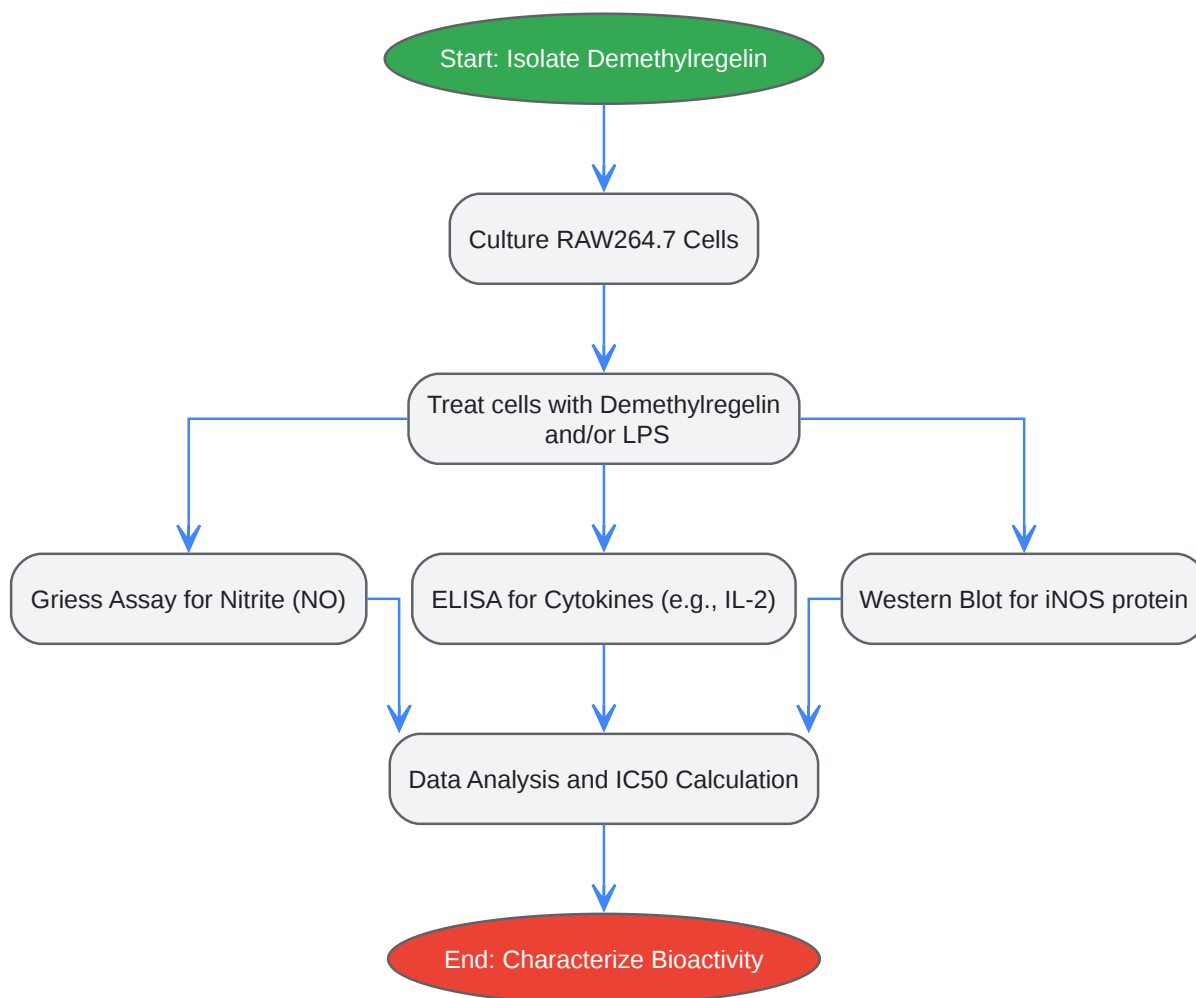 Start: Isolate Demethylregelin
Culture RAW264.7 Cells
Treat cells with Demethylregelin
and/or LPS
Griess Assay for Nitrite (NO)
ELISA for Cytokines (e.g., IL-2)
Western Blot for iNOS protein
Data Analysis and IC50 Calculation
End: Characterize Bioactivity